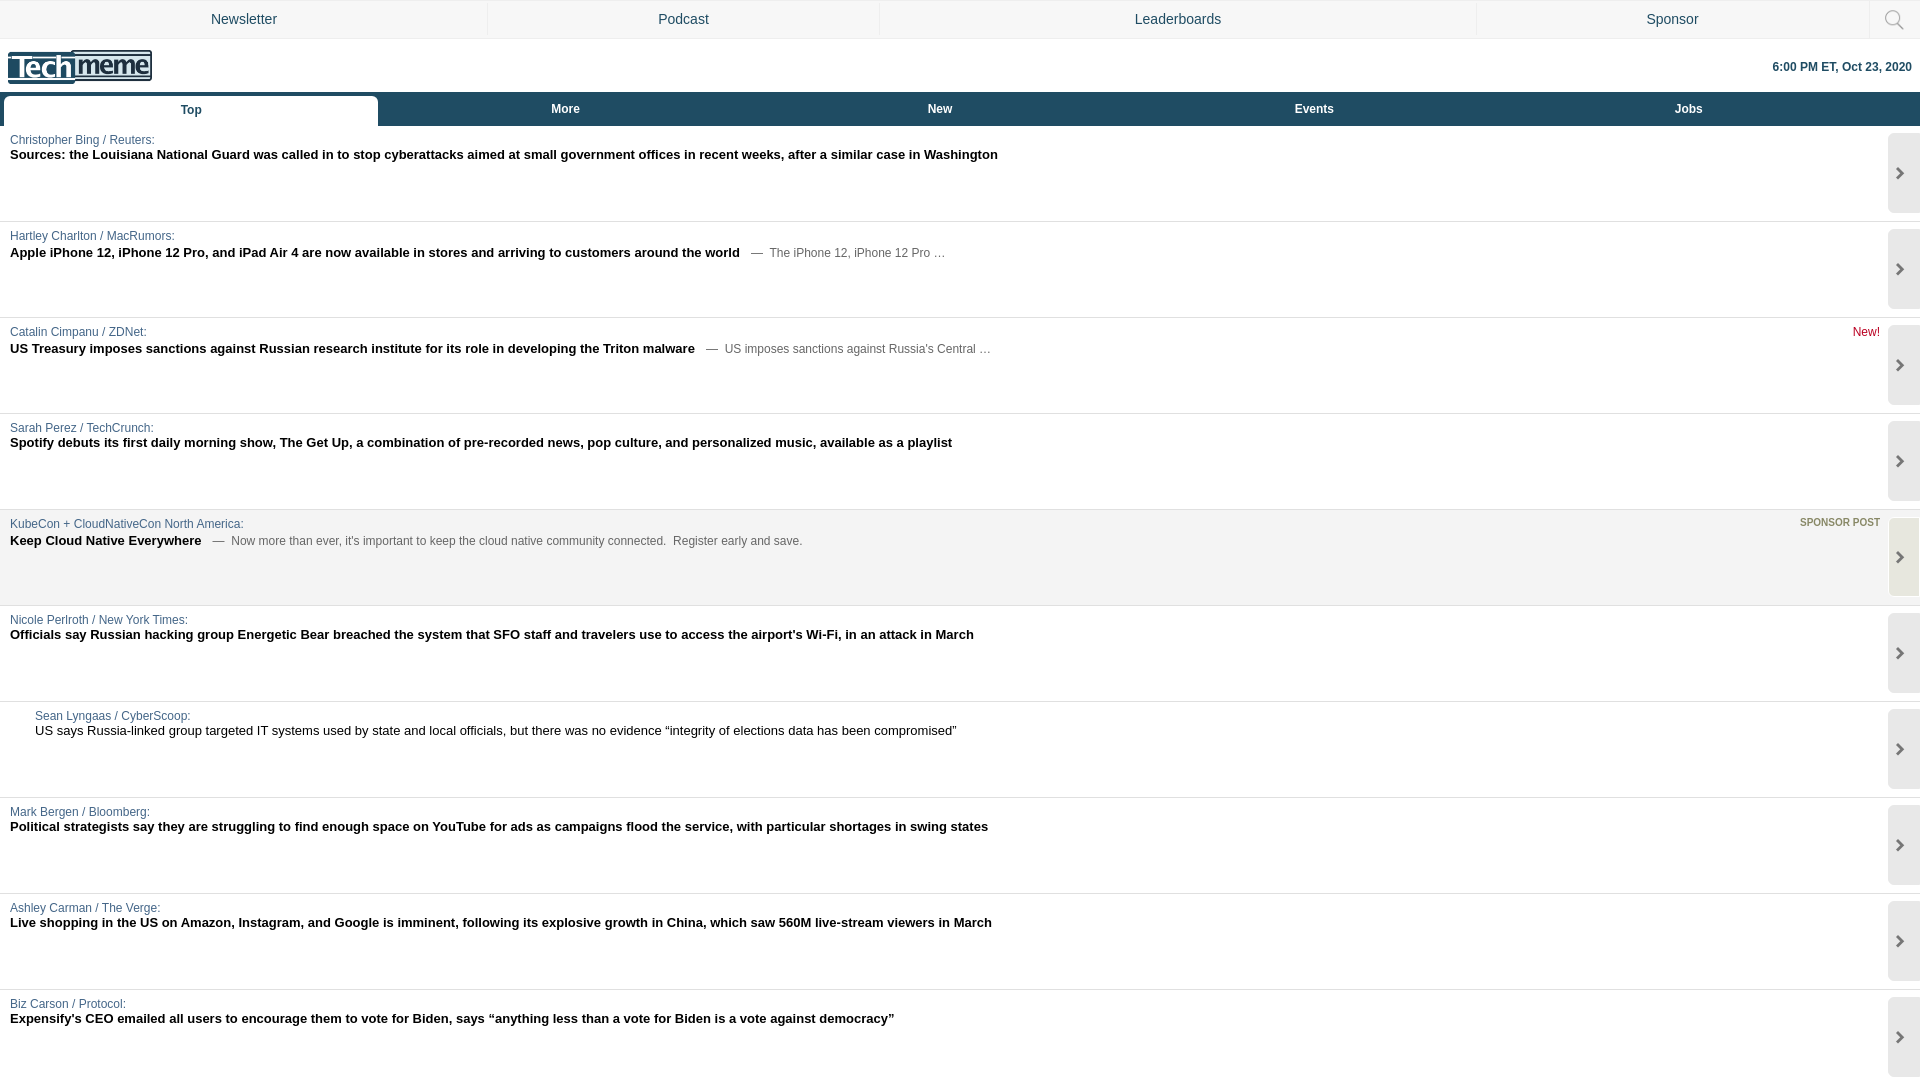 Newsletter
Podcast
Leaderboards
Sponsor
Techmeme
6:00 PM ET, Oct 23, 2020
Top
More
New
Events
Jobs
Christopher Bing / Reuters:
Sources: the Louisiana National Guard was called in to stop cyberattacks aimed at small government offices in recent weeks, after a similar case in Washington
Hartley Charlton / MacRumors:
Apple iPhone 12, iPhone 12 Pro, and iPad Air 4 are now available in stores and arriving to customers around the world — The iPhone 12, iPhone 12 Pro …
Catalin Cimpanu / ZDNet:
New!
US Treasury imposes sanctions against Russian research institute for its role in developing the Triton malware — US imposes sanctions against Russia's Central …
Sarah Perez / TechCrunch:
Spotify debuts its first daily morning show, The Get Up, a combination of pre-recorded news, pop culture, and personalized music, available as a playlist
KubeCon + CloudNativeCon North America:
SPONSOR POST
Keep Cloud Native Everywhere — Now more than ever, it's important to keep the cloud native community connected. Register early and save.
Nicole Perlroth / New York Times:
Officials say Russian hacking group Energetic Bear breached the system that SFO staff and travelers use to access the airport's Wi-Fi, in an attack in March
Sean Lyngaas / CyberScoop:
US says Russia-linked group targeted IT systems used by state and local officials, but there was no evidence “integrity of elections data has been compromised”
Mark Bergen / Bloomberg:
Political strategists say they are struggling to find enough space on YouTube for ads as campaigns flood the service, with particular shortages in swing states
Ashley Carman / The Verge:
Live shopping in the US on Amazon, Instagram, and Google is imminent, following its explosive growth in China, which saw 560M live-stream viewers in March
Biz Carson / Protocol:
Expensify's CEO emailed all users to encourage them to vote for Biden, says “anything less than a vote for Biden is a vote against democracy”